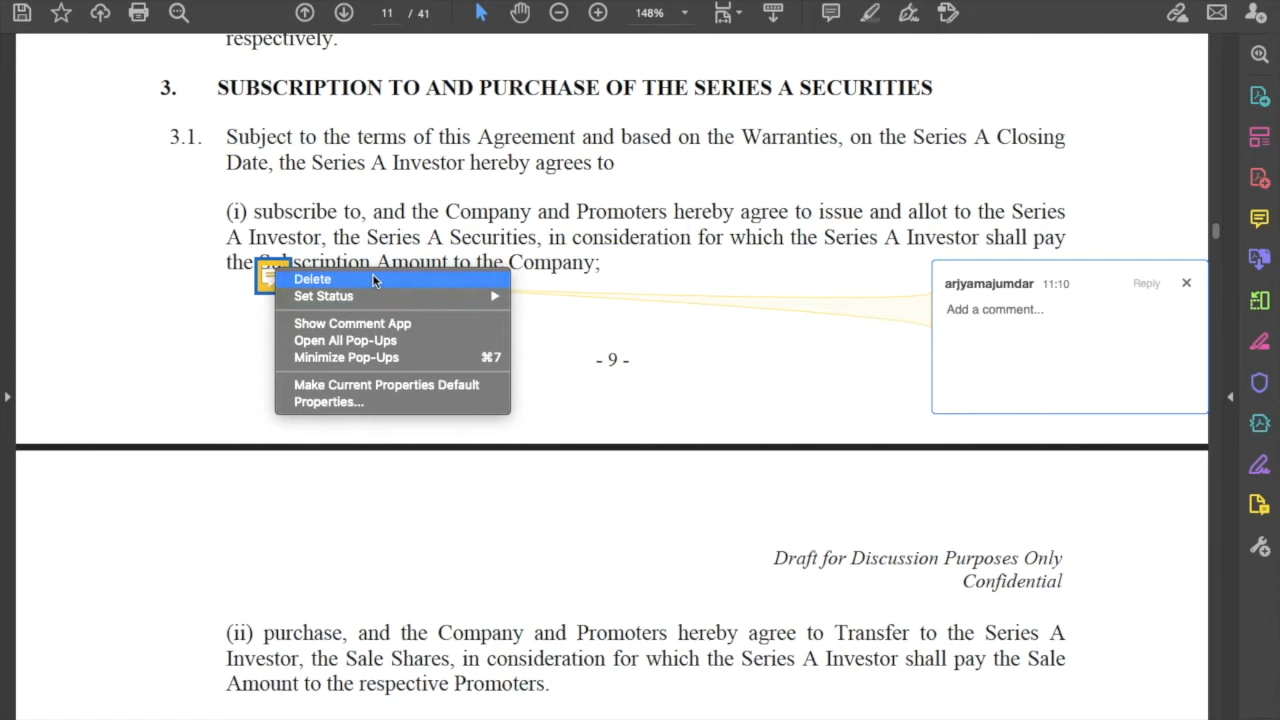 11 / 41
148%
respectively.
3. SUBSCRIPTION TO AND PURCHASE OF THE SERIES A SECURITIES
3.1. Subject to the terms of this Agreement and based on the Warranties, on the Series A Closing
Date, the Series A Investor hereby agrees to
(i) subscribe to, and the Company and Promoters hereby agree to issue and allot to the Series
A Investor, the Series A Securities, in consideration for which the Series A Investor shall pay
the Subscription Amount to the Company;
Delete
Set Status
Show Comment App
Open All Pop-Ups
Minimize Pop-Ups ⌘7
Make Current Properties Default
Properties...
arjyamajumdar 11:10 Reply
Add a comment...
- 9 -
Draft for Discussion Purposes Only
Confidential
(ii) purchase, and the Company and Promoters hereby agree to Transfer to the Series A
Investor, the Sale Shares, in consideration for which the Series A Investor shall pay the Sale
Amount to the respective Promoters.